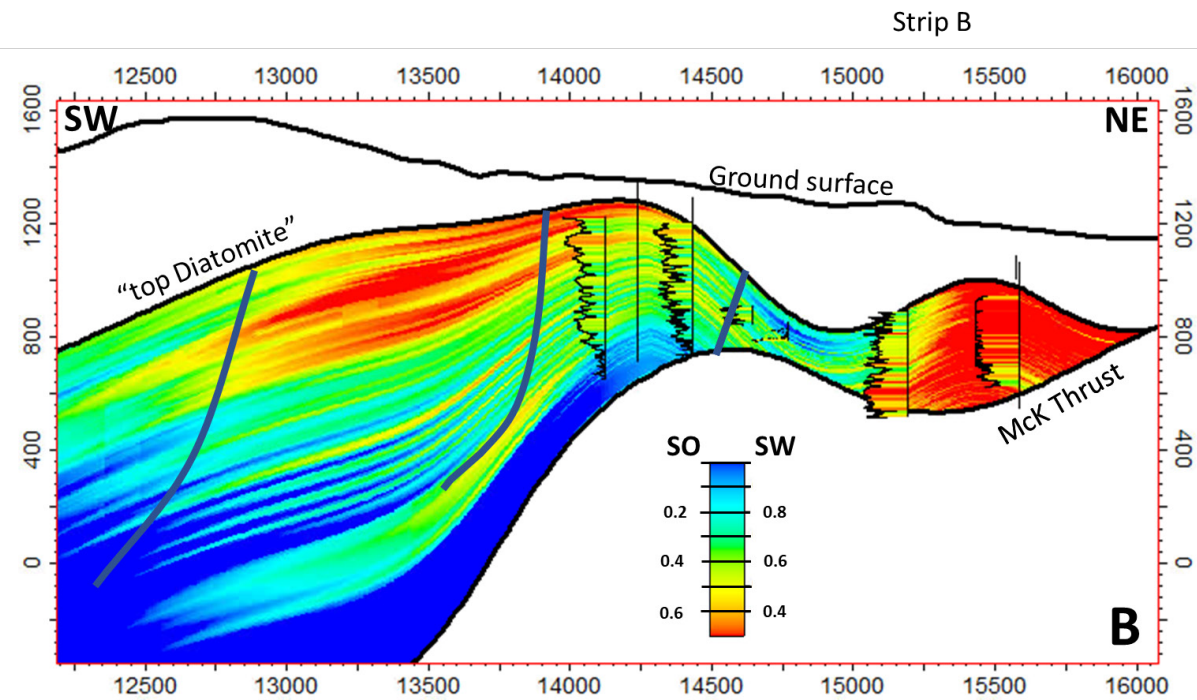 Strip B
12500 13000 13500 14000 14500 15000 15500 16000
1600 1600
SW NE
Ground surface
1200 1200
“top Diatomite”
800 800
McK Thrust
400 400
SO SW
0.2 0.8
0.4 0.6
0.6 0.4
0 0
B
12500 13000 13500 14000 14500 15000 15500 16000